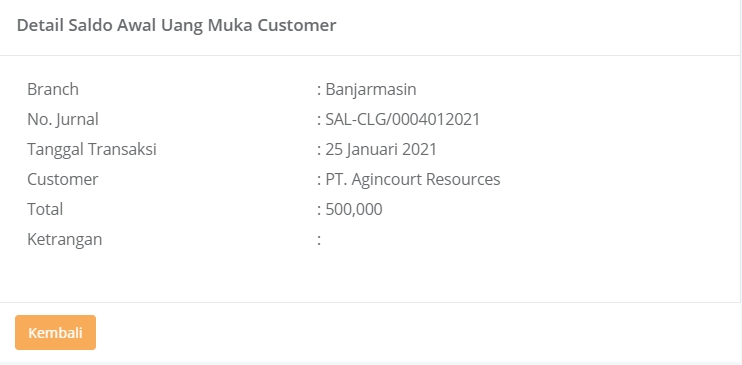 Detail Saldo Awal Uang Muka Customer
Branch : Banjarmasin
No. Jurnal : SAL-CLG/0004012021
Tanggal Transaksi : 25 Januari 2021
Customer : PT. Agincourt Resources
Total : 500,000
Ketrangan :
Kembali